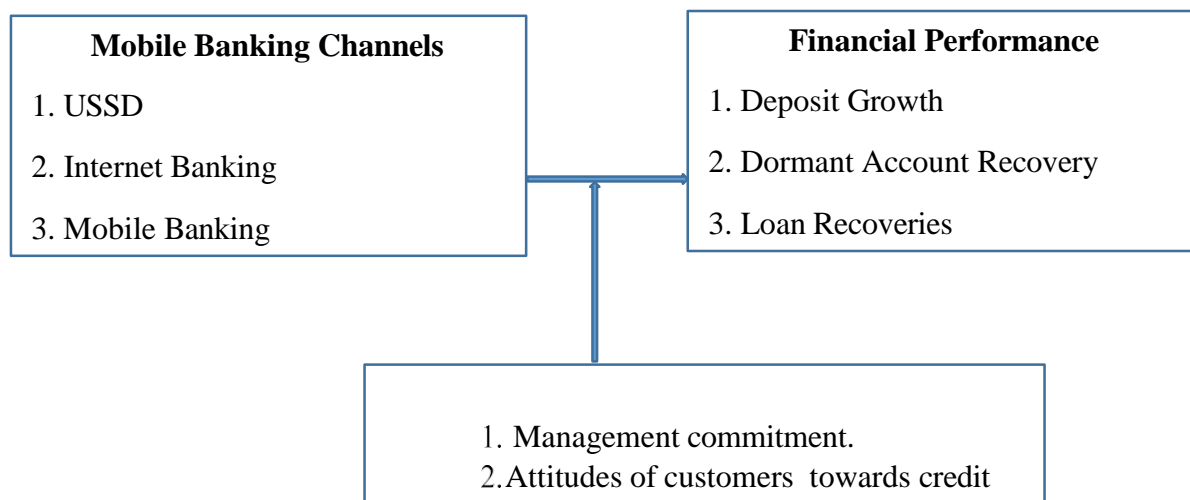 Mobile Banking Channels
1. USSD
2. Internet Banking
3. Mobile Banking
Financial Performance
1. Deposit Growth
2. Dormant Account Recovery
3. Loan Recoveries
1. Management commitment.
2.Attitudes of customers towards credit